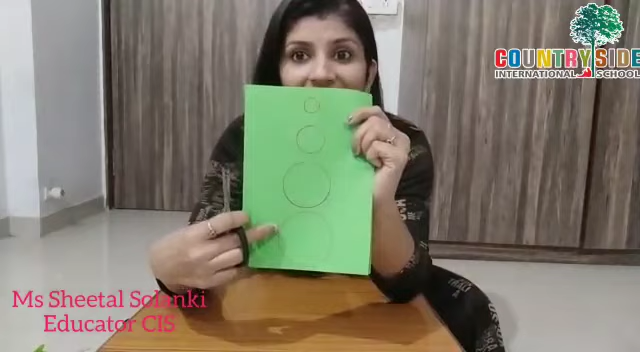 COUNTRYSIDE
INTERNATIONAL SCHOOL
Ms Sheetal Solanki
Educator CIS